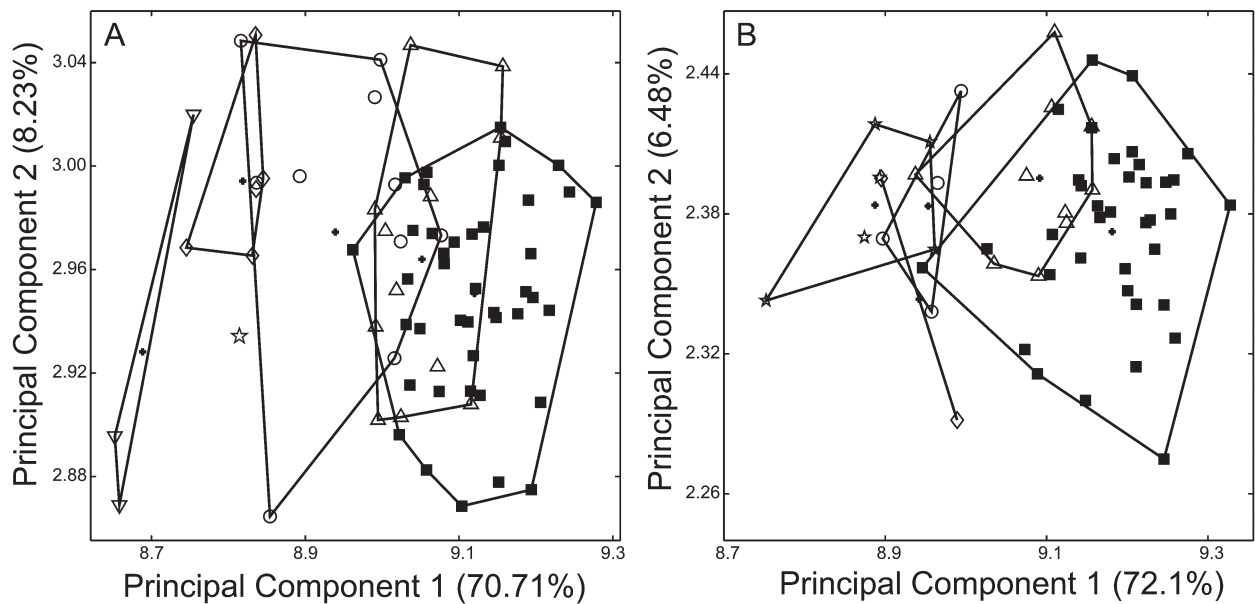 A
Principal Component 2 (8.23%)
3.04
3.00
2.96
2.92
2.88
8.7 8.9 9.1 9.3
Principal Component 1 (70.71%)
B
Principal Component 2 (6.48%)
2.44
2.38
2.32
2.26
8.7 8.9 9.1 9.3
Principal Component 1 (72.1%)